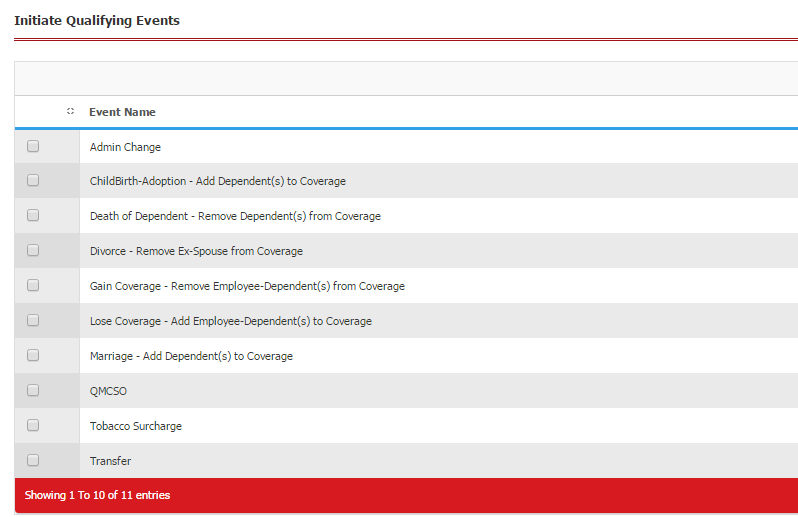 Initiate Qualifying Events
Event Name
Admin Change
ChildBirth-Adoption - Add Dependent(s) to Coverage
Death of Dependent - Remove Dependent(s) from Coverage
Divorce - Remove Ex-Spouse from Coverage
Gain Coverage - Remove Employee-Dependent(s) from Coverage
Lose Coverage - Add Employee-Dependent(s) to Coverage
Marriage - Add Dependent(s) to Coverage
QMCSO
Tobacco Surcharge
Transfer
Showing 1 To 10 of 11 entries